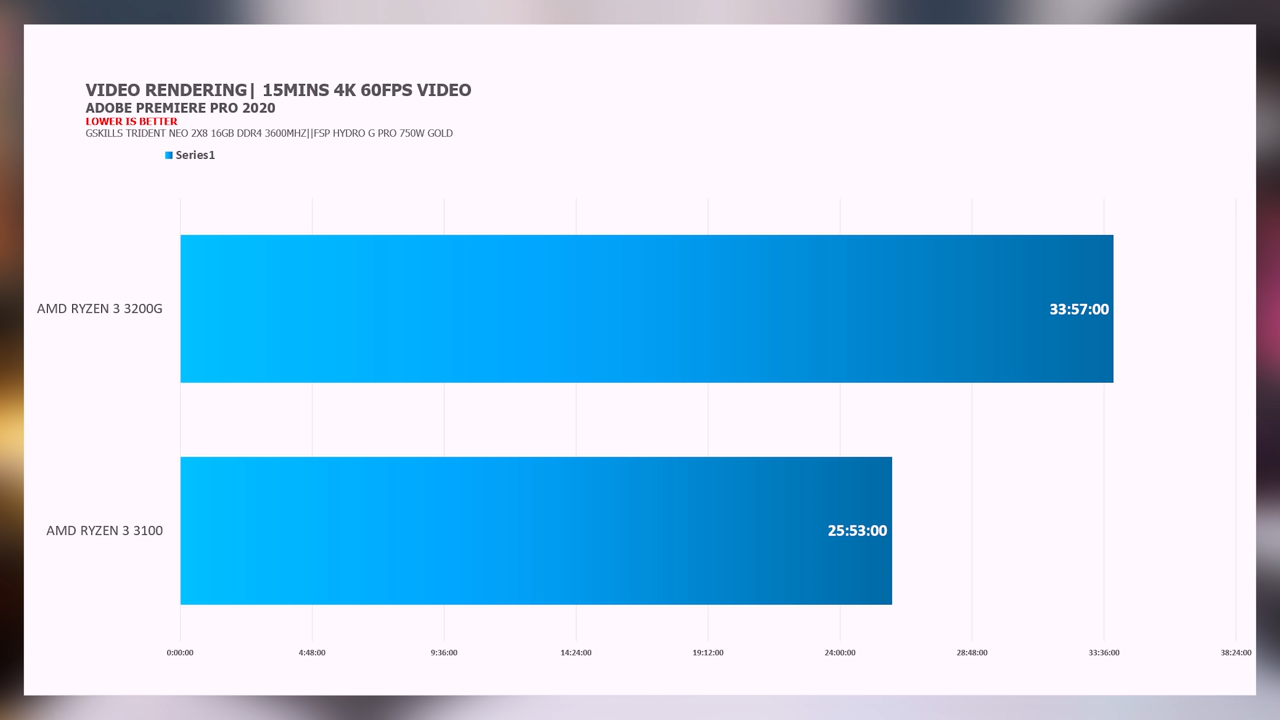 VIDEO RENDERING| 15MINS 4K 60FPS VIDEO
ADOBE PREMIERE PRO 2020
LOWER IS BETTER
GSKILLS TRIDENT NEO 2X8 16GB DDR4 3600MHZ||FSP HYDRO G PRO 750W GOLD
Series1
AMD RYZEN 3 3200G
33:57:00
AMD RYZEN 3 3100
25:53:00
0:00:00 4:48:00 9:36:00 14:24:00 19:12:00 24:00:00 28:48:00 33:36:00 38:24:00